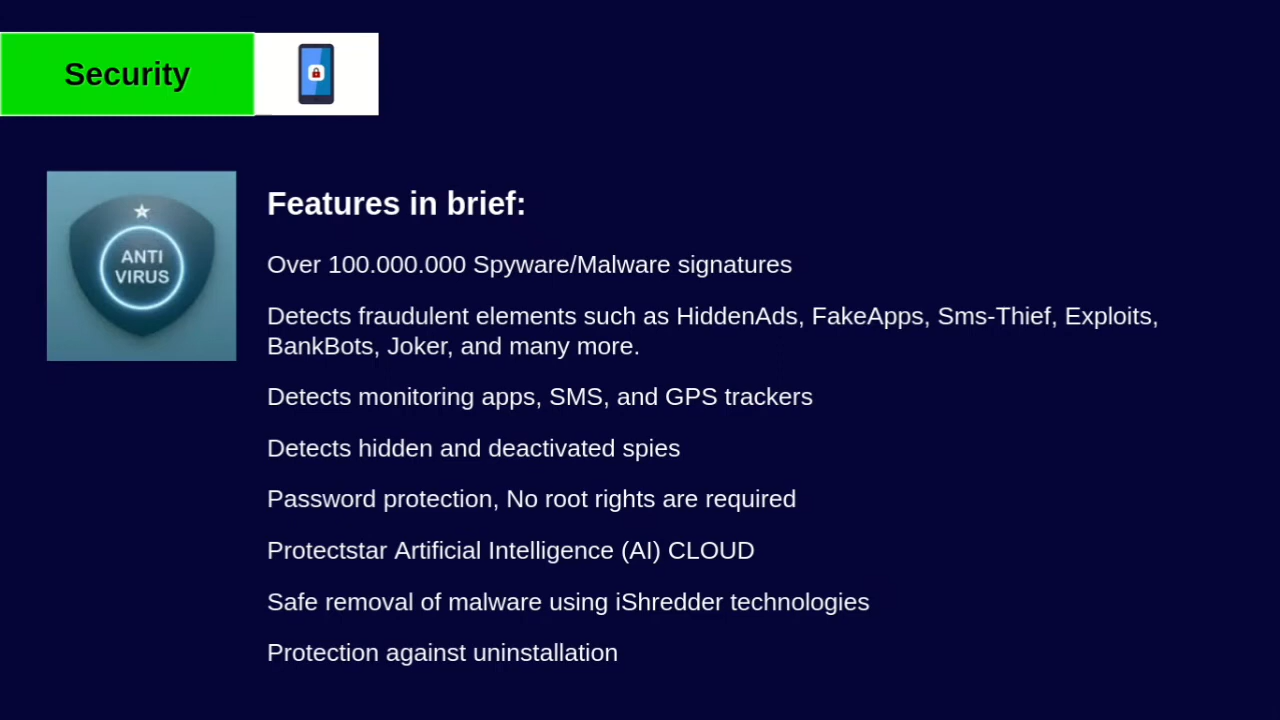 Security
ANTI
VIRUS
Features in brief:
Over 100.000.000 Spyware/Malware signatures
Detects fraudulent elements such as HiddenAds, FakeApps, Sms-Thief, Exploits,
BankBots, Joker, and many more.
Detects monitoring apps, SMS, and GPS trackers
Detects hidden and deactivated spies
Password protection, No root rights are required
Protectstar Artificial Intelligence (AI) CLOUD
Safe removal of malware using iShredder technologies
Protection against uninstallation